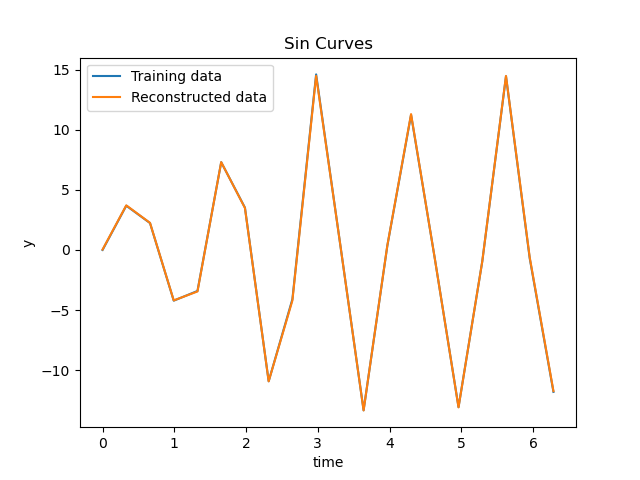 Sin Curves
Training data
Reconstructed data
15
10
5
0
−5
−10
y
0 1 2 3 4 5 6
time